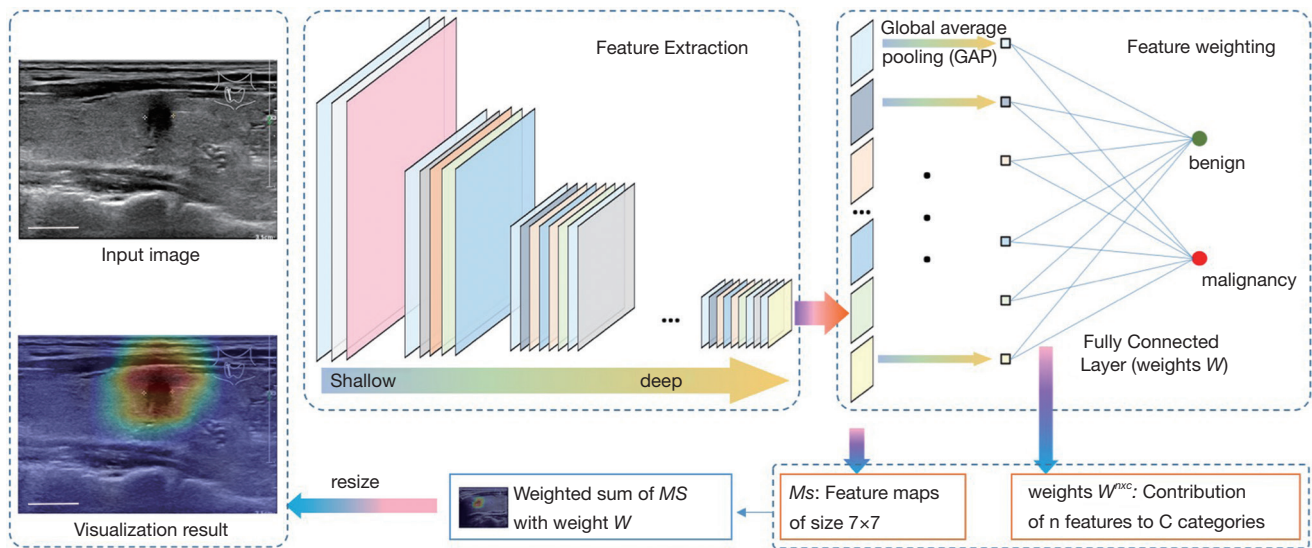 Input image
Visualization result
Feature Extraction
Shallow
deep
Global average
pooling (GAP)
Feature weighting
benign
malignancy
Fully Connected
Layer (weights W)
resize
Weighted sum of MS
with weight W
Ms: Feature maps
of size 7×7
weights W^nxc: Contribution
of n features to C categories